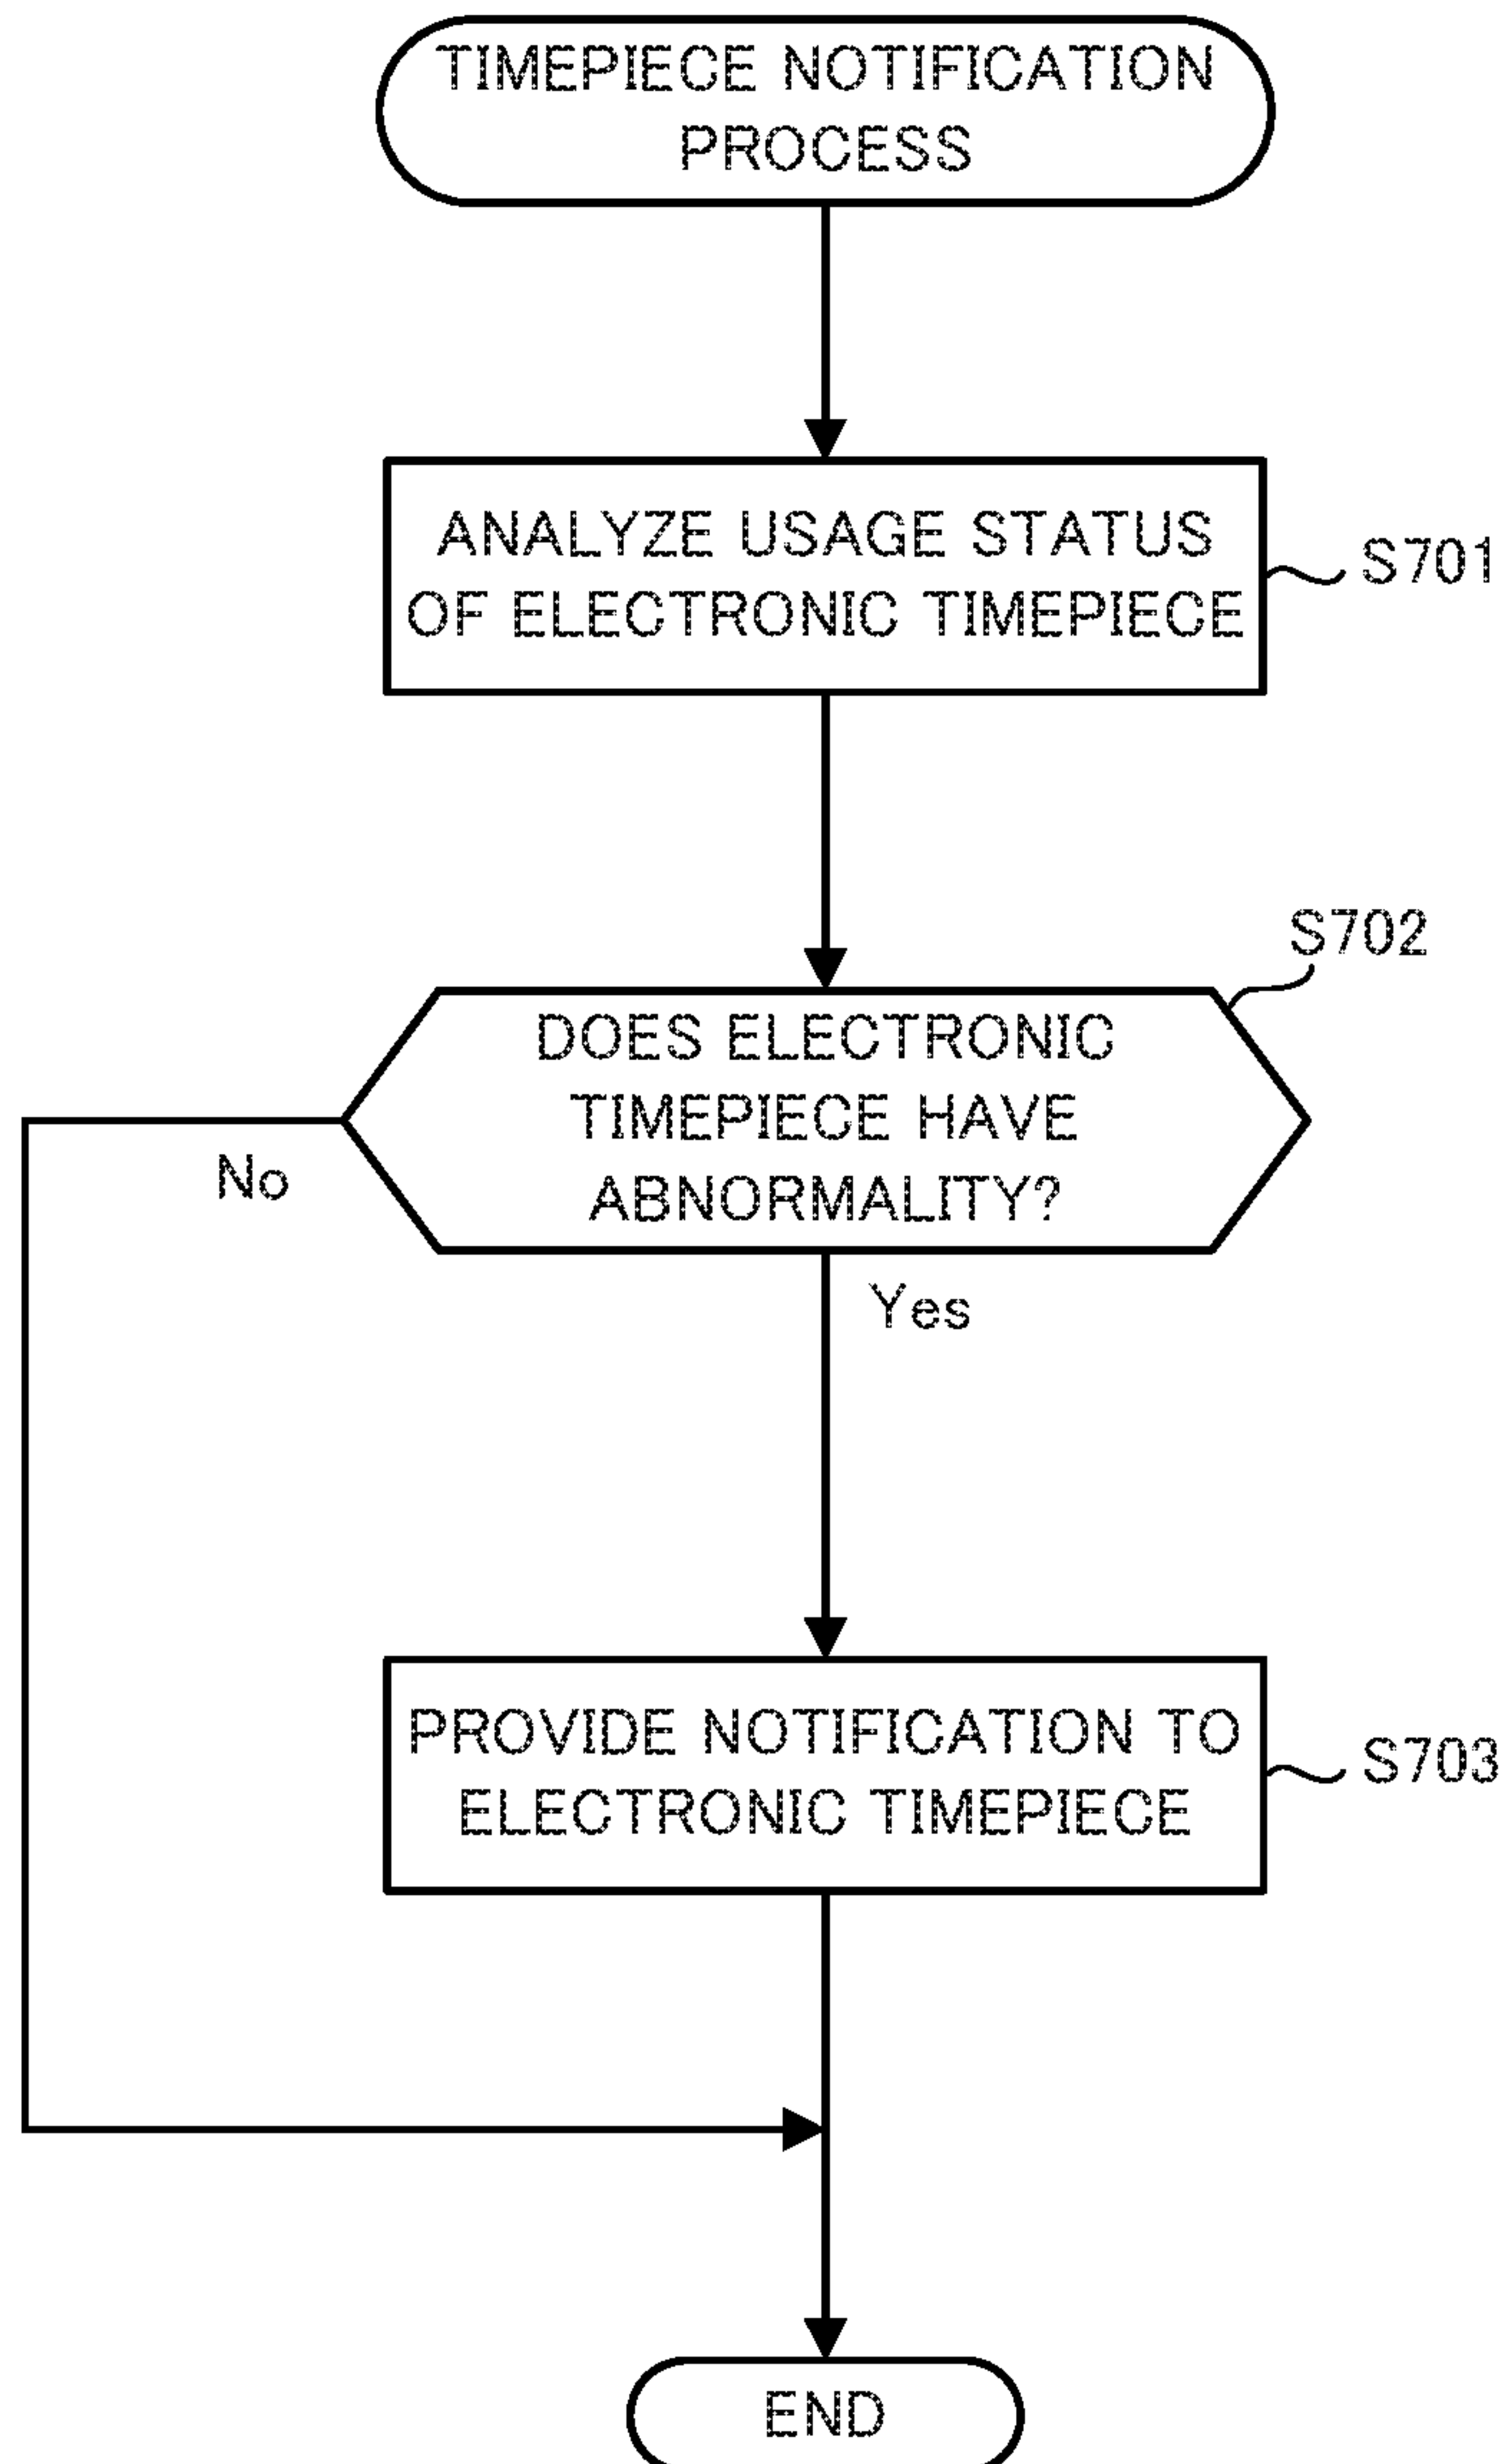 TIMEPIECE NOTIFICATION
PROCESS
ANALYZE USAGE STATUS
OF ELECTRONIC TIMEPIECE
S701
S702
DOES ELECTRONIC
TIMEPIECE HAVE
ABNORMALITY?
No
Yes
PROVIDE NOTIFICATION TO
ELECTRONIC TIMEPIECE
S703
END